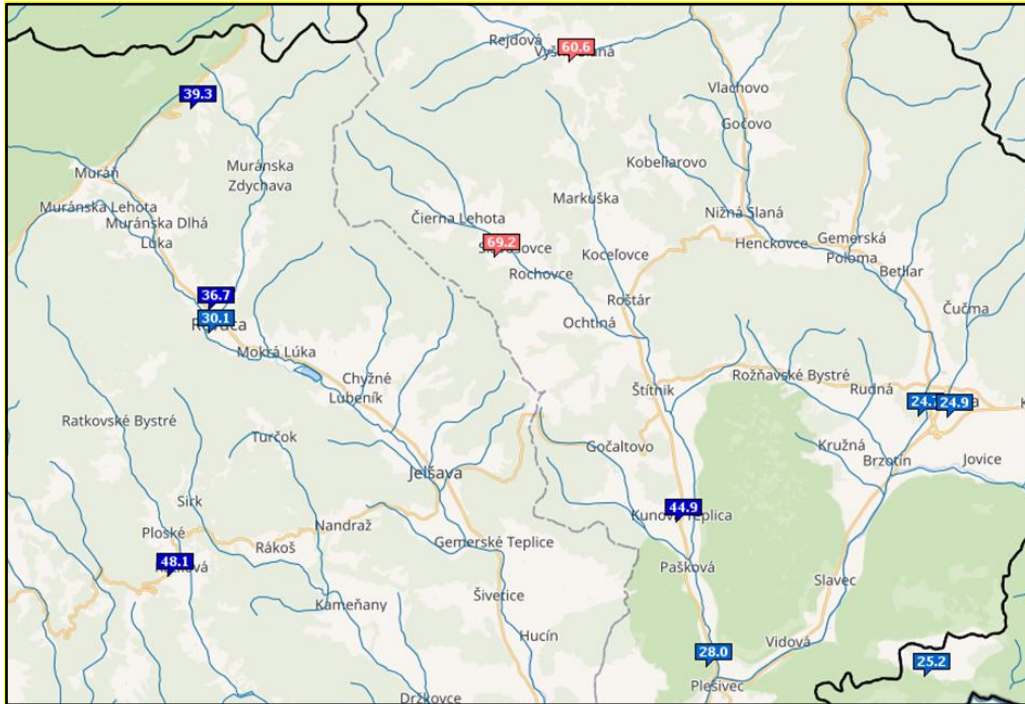 Rejdová
60.6
Vlachovo
39.3
Gočovo
Muránska
Zdychava
Kobeliarovo
Muráň
Markuška
Muránska Lehota
Muránska Dlhá
Lúka
Čierna Lehota
Nižná Slaná
Henckovce
Gemerská
Poloma
69.2
Koceľovce
Rochovce
Betliar
36.7
30.1
Roštár
Čučma
Ochtiná
Mokrá Lúka
Chyžné
Lubeník
Štítnik
Rožňavské Bystré
Rudná
24.9
Ratkovské Bystré
Turčok
Gočaltovo
Kružná
Brzotín
Jovice
Jelšava
Sirk
44.9
Ploské
Nandraž
Rákoš
Gemerské Teplice
48.1
Pašková
Slavec
Kameňany
Šivetice
Hucín
Vidová
28.0
25.2
Plešivec
Držkovce